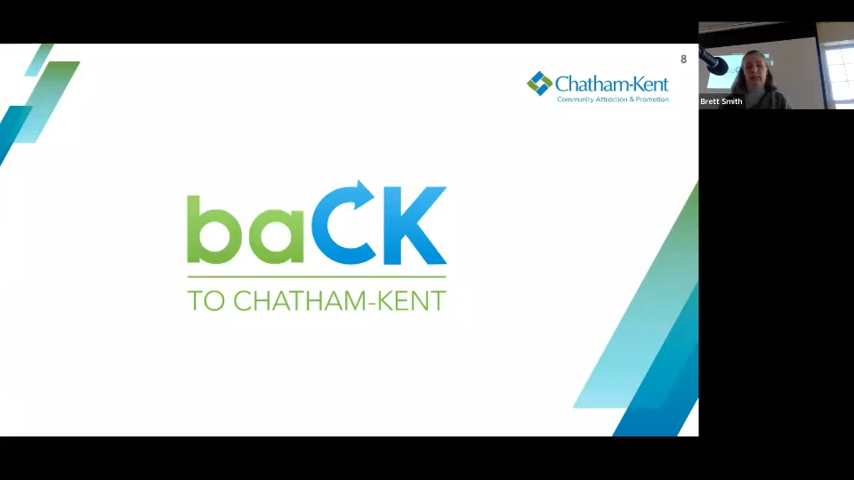 8
Chatham-Kent
Community Attraction & Promotion
Brett Smith
baCK
TO CHATHAM-KENT